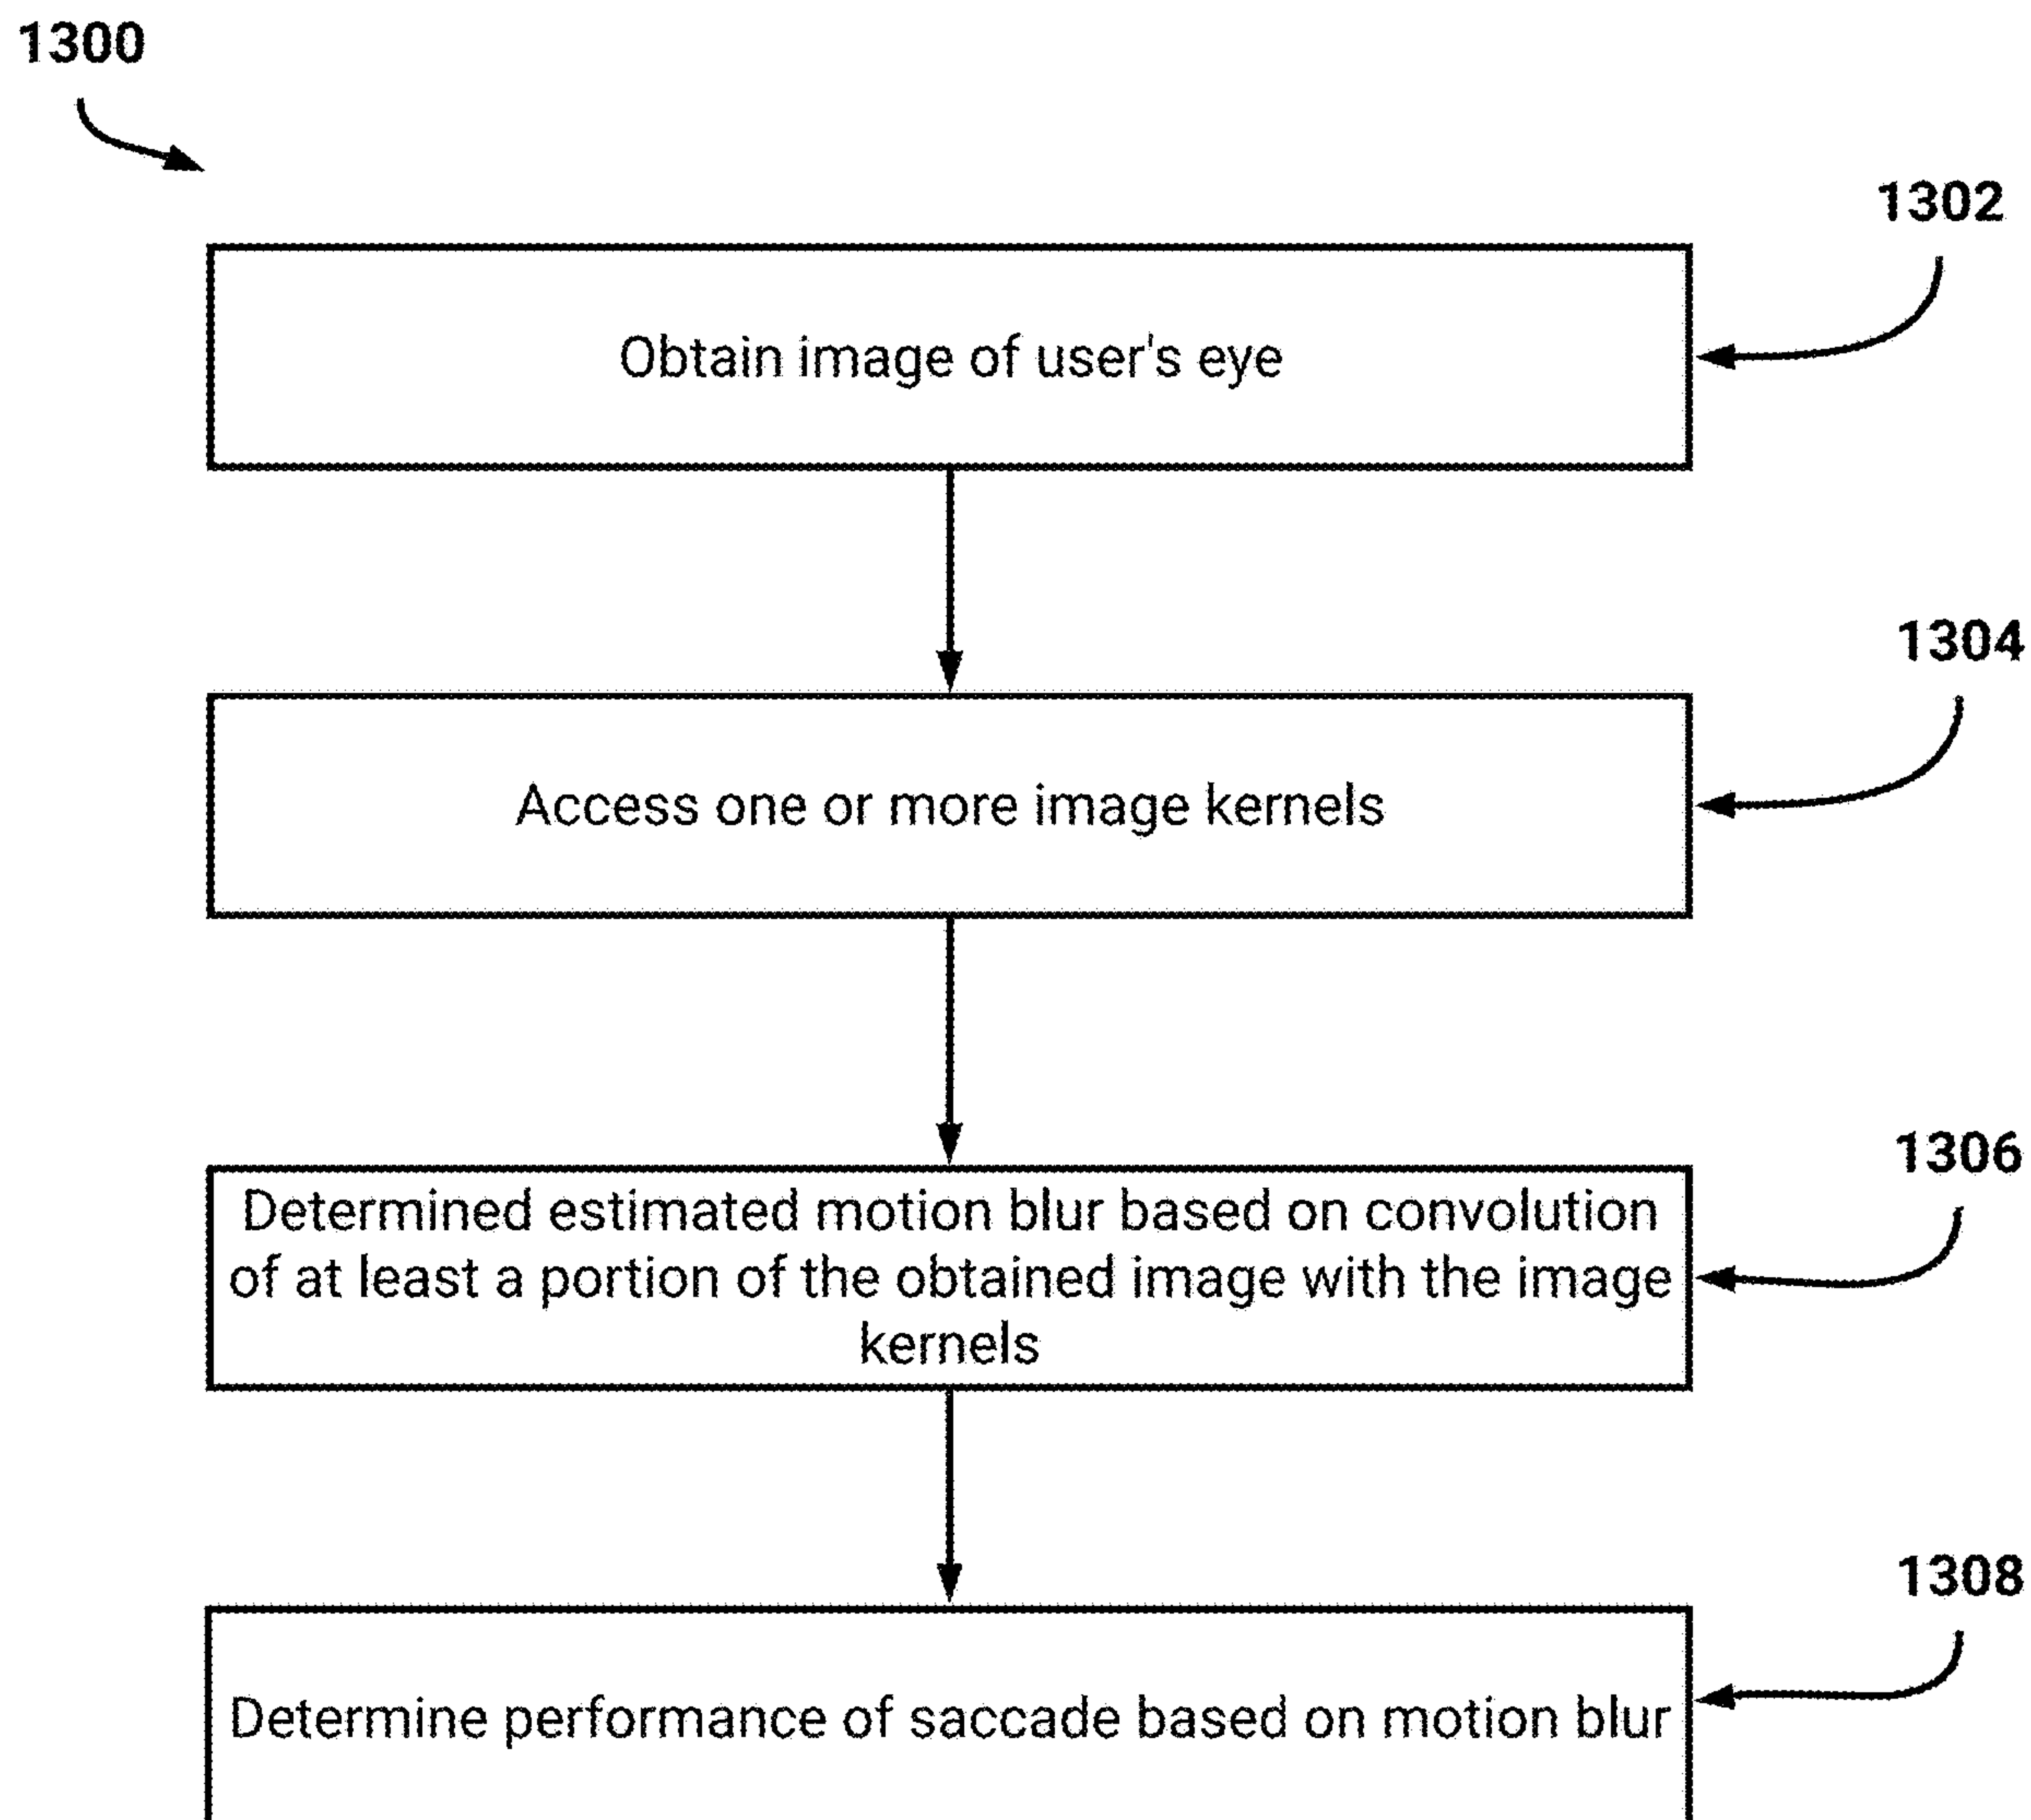 1300
1302
Obtain image of user's eye
1304
Access one or more image kernels
1306
Determined estimated motion blur based on convolution
of at least a portion of the obtained image with the image
kernels
1308
Determine performance of saccade based on motion blur